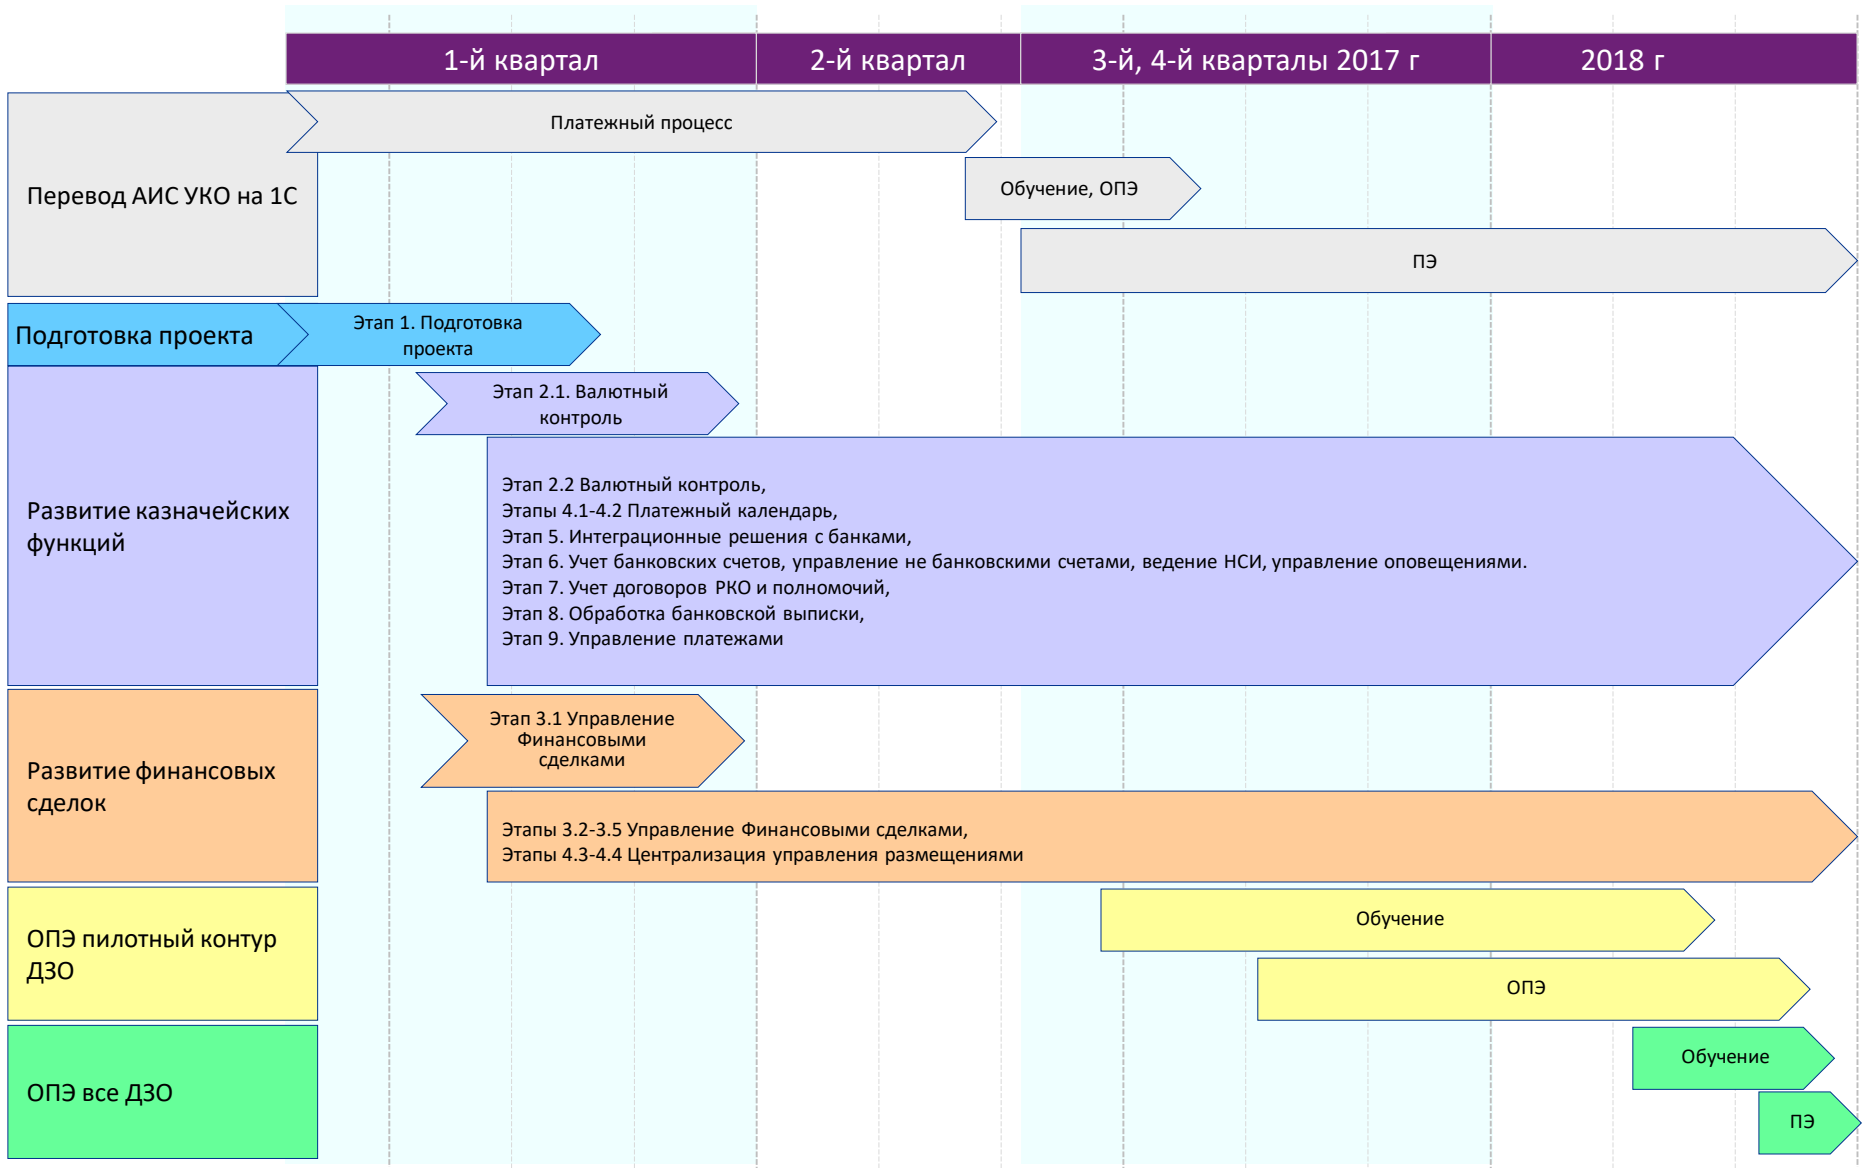 1-й квартал
2-й квартал
3-й, 4-й кварталы 2017 г
2018 г
Перевод АИС УКО на 1С
Платежный процесс
Обучение, ОПЭ
ПЭ
Подготовка проекта
Этап 1. Подготовка
проекта
Развитие казначейских
функций
Этап 2.1. Валютный
контроль
Этап 2.2 Валютный контроль,
Этапы 4.1-4.2 Платежный календарь,
Этап 5. Интеграционные решения с банками,
Этап 6. Учет банковских счетов, управление не банковскими счетами, ведение НСИ, управление оповещениями.
Этап 7. Учет договоров РКО и полномочий,
Этап 8. Обработка банковской выписки,
Этап 9. Управление платежами
Развитие финансовых
сделок
Этап 3.1 Управление
Финансовыми
сделками
Этапы 3.2-3.5 Управление Финансовыми сделками,
Этапы 4.3-4.4 Централизация управления размещениями
ОПЭ пилотный контур
ДЗО
Обучение
ОПЭ
ОПЭ все ДЗО
Обучение
ПЭ